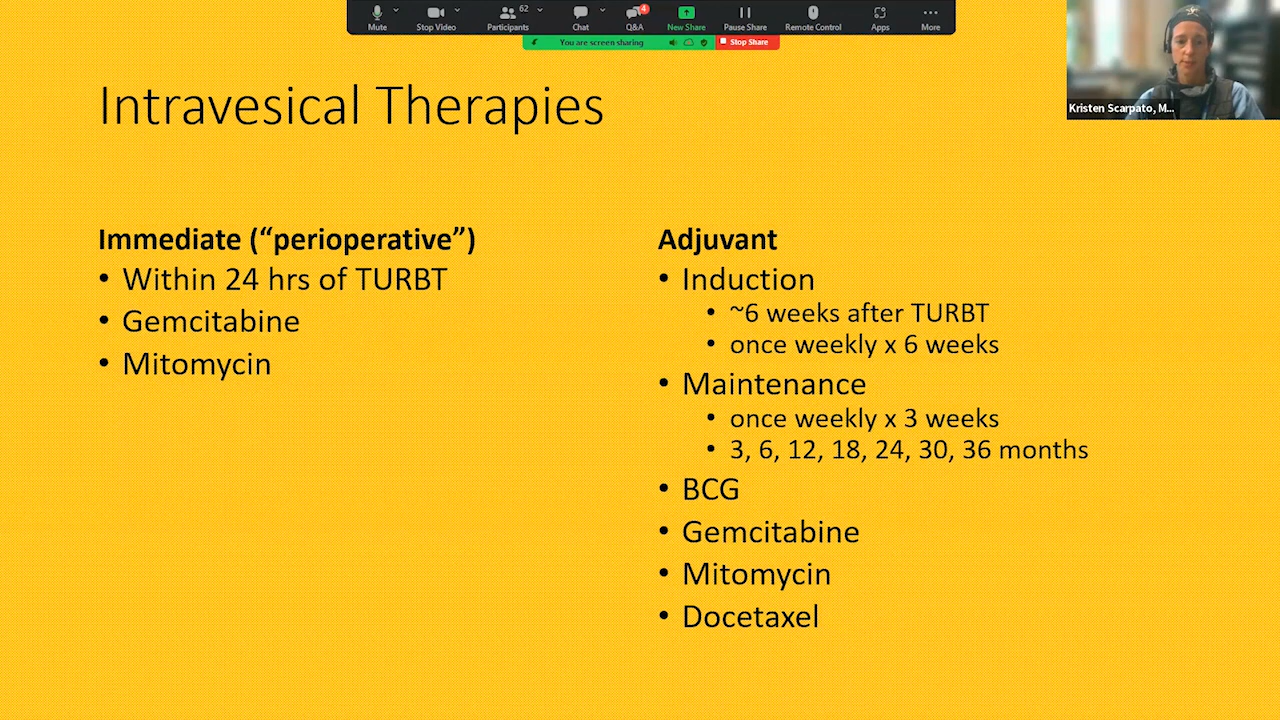 Mute
Stop Video
Participants
62
Chat
Q&A
4
New Share
Pause Share
Remote Control
Apps
More
You are screen sharing
Stop Share
Kristen Scarpato, M...
Intravesical Therapies
Immediate (“perioperative”)
• Within 24 hrs of TURBT
• Gemcitabine
• Mitomycin
Adjuvant
• Induction
• ~6 weeks after TURBT
• once weekly x 6 weeks
• Maintenance
• once weekly x 3 weeks
• 3, 6, 12, 18, 24, 30, 36 months
• BCG
• Gemcitabine
• Mitomycin
• Docetaxel